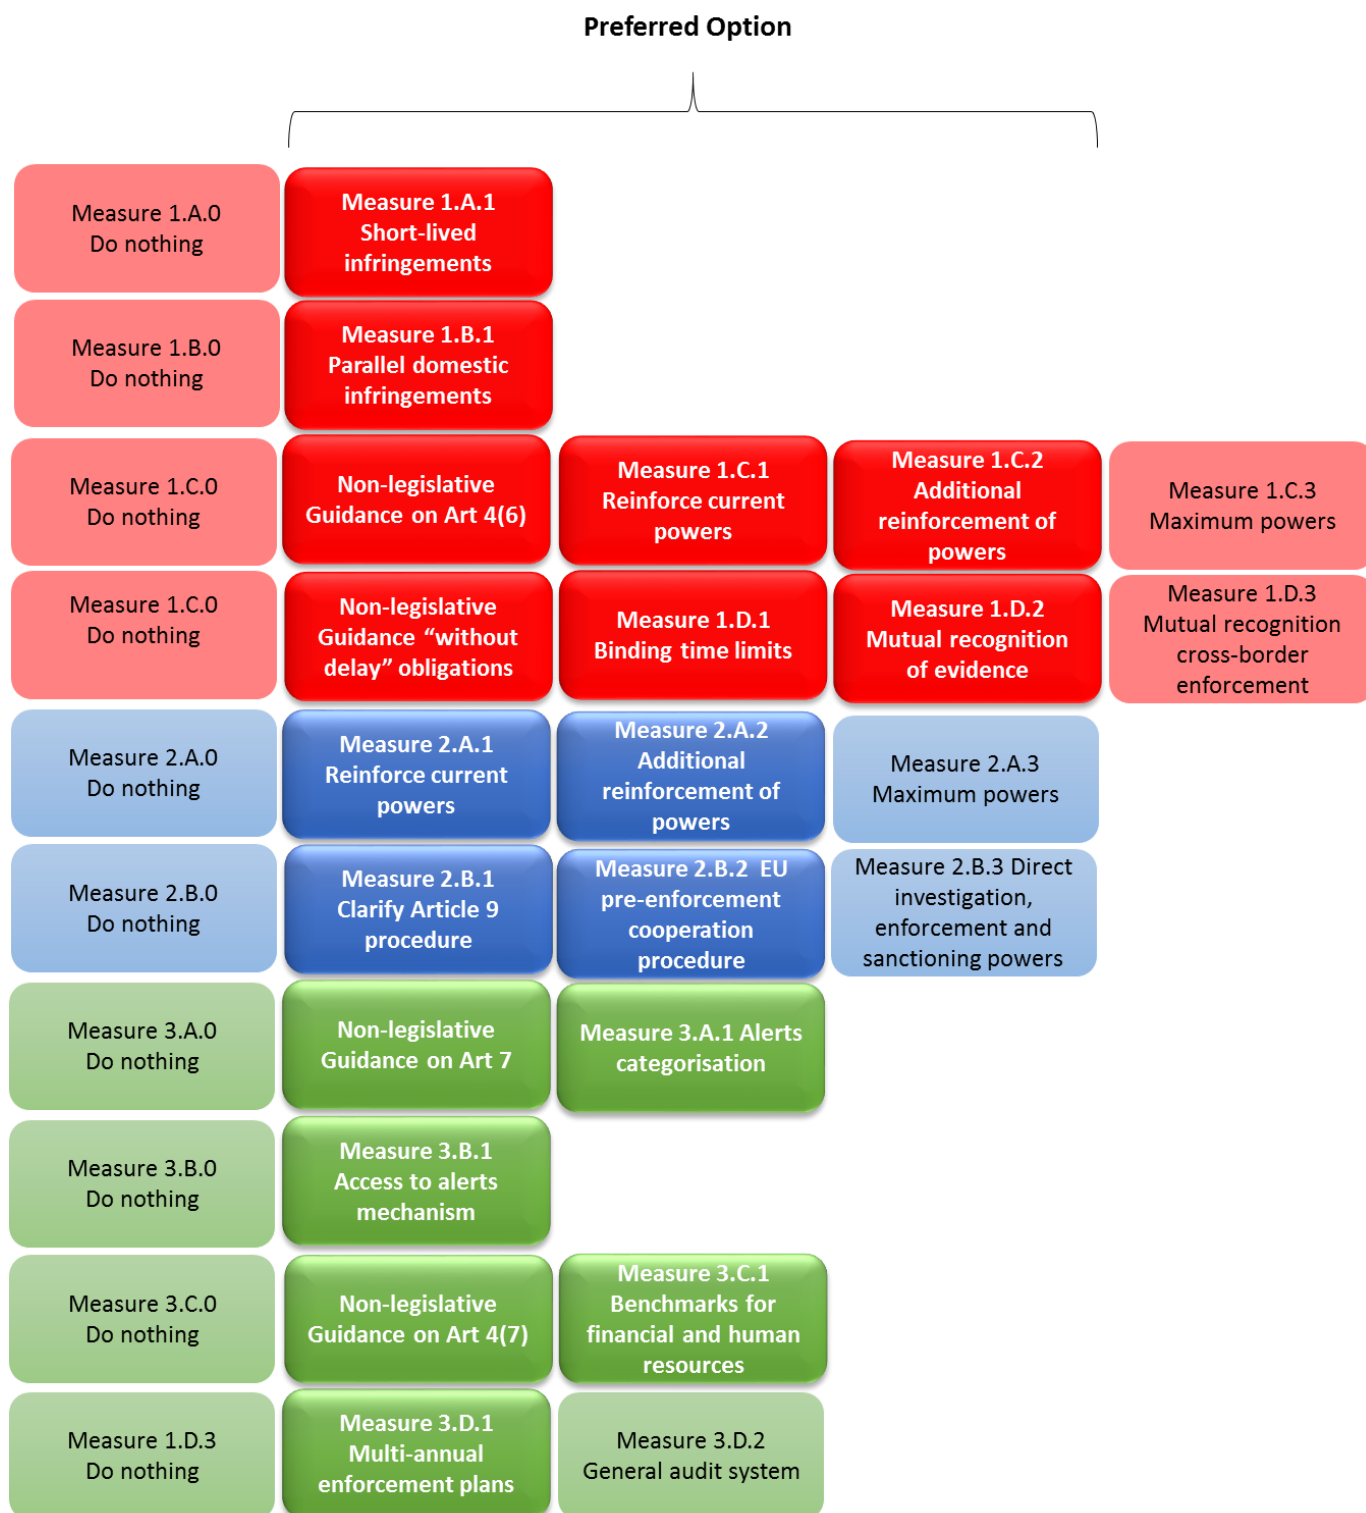 Preferred Option
Measure 1.A.0
Do nothing
Measure 1.A.1
Short-lived
infringements
Measure 1.B.0
Do nothing
Measure 1.B.1
Parallel domestic
infringements
Measure 1.C.0
Do nothing
Non-legislative
Guidance on Art 4(6)
Measure 1.C.1
Reinforce current
powers
Measure 1.C.2
Additional
reinforcement of
powers
Measure 1.C.3
Maximum powers
Measure 1.C.0
Do nothing
Non-legislative
Guidance “without
delay” obligations
Measure 1.D.1
Binding time limits
Measure 1.D.2
Mutual recognition
of evidence
Measure 1.D.3
Mutual recognition
cross-border
enforcement
Measure 2.A.0
Do nothing
Measure 2.A.1
Reinforce current
powers
Measure 2.A.2
Additional
reinforcement of
powers
Measure 2.A.3
Maximum powers
Measure 2.B.0
Do nothing
Measure 2.B.1
Clarify Article 9
procedure
Measure 2.B.2 EU
pre-enforcement
cooperation
procedure
Measure 2.B.3 Direct
investigation,
enforcement and
sanctioning powers
Measure 3.A.0
Do nothing
Non-legislative
Guidance on Art 7
Measure 3.A.1 Alerts
categorisation
Measure 3.B.0
Do nothing
Measure 3.B.1
Access to alerts
mechanism
Measure 3.C.0
Do nothing
Non-legislative
Guidance on Art 4(7)
Measure 3.C.1
Benchmarks for
financial and human
resources
Measure 1.D.3
Do nothing
Measure 3.D.1
Multi-annual
enforcement plans
Measure 3.D.2
General audit system